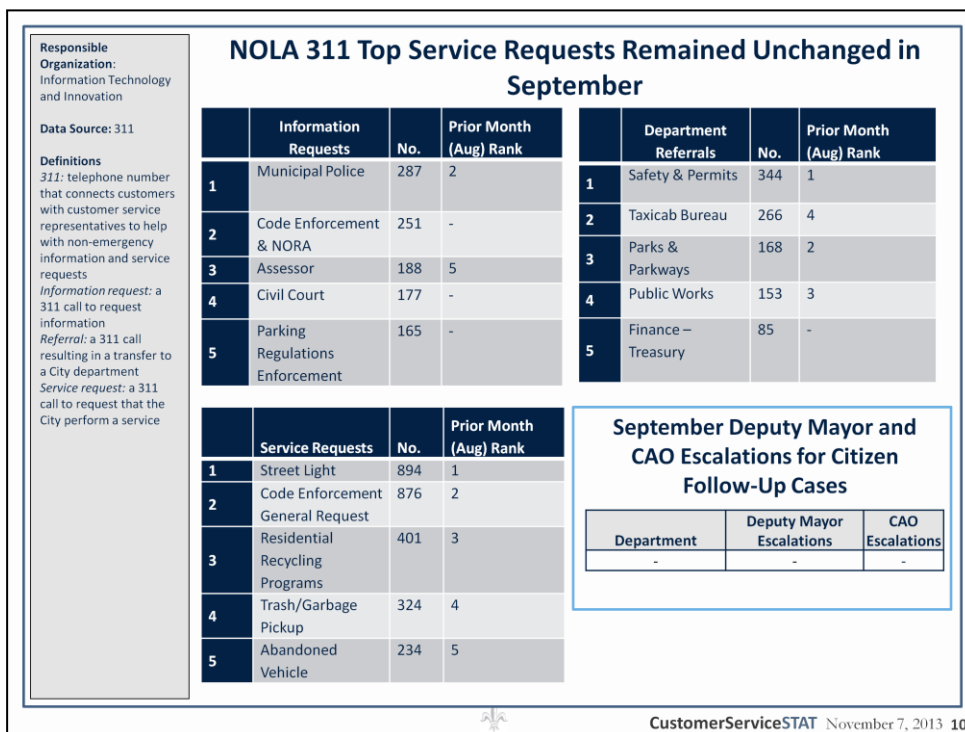 Responsible
Organization:
Information Technology
and Innovation
Data Source: 311
Definitions
311: telephone number
that connects customers
with customer service
representatives to help
with non-emergency
information and service
requests
Information request: a
311 call to request
information
Referral: a 311 call
resulting in a transfer to
a City department
Service request: a 311
call to request that the
City perform a service
NOLA 311 Top Service Requests Remained Unchanged in
September
Information
Requests No. Prior Month
(Aug) Rank
1 Municipal Police 287 2
2 Code Enforcement
& NORA 251 -
3 Assessor 188 5
4 Civil Court 177 -
5 Parking
Regulations
Enforcement 165 -
Department
Referrals No. Prior Month
(Aug) Rank
1 Safety & Permits 344 1
2 Taxicab Bureau 266 4
3 Parks &
Parkways 168 2
4 Public Works 153 3
5 Finance –
Treasury 85 -
Service Requests No. Prior Month
(Aug) Rank
1 Street Light 894 1
2 Code Enforcement
General Request 876 2
3 Residential
Recycling
Programs 401 3
4 Trash/Garbage
Pickup 324 4
5 Abandoned
Vehicle 234 5
September Deputy Mayor and
CAO Escalations for Citizen
Follow-Up Cases
Department Deputy Mayor
Escalations CAO
Escalations
- - -
CustomerServiceSTAT November 7, 2013 10